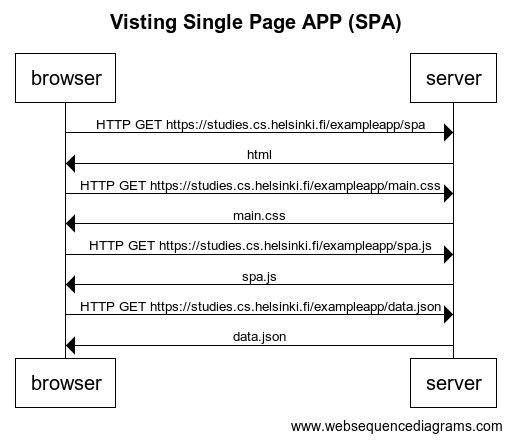 Visting Single Page APP (SPA)
browser server
HTTP GET https://studies.cs.helsinki.fi/exampleapp/spa
html
HTTP GET https://studies.cs.helsinki.fi/exampleapp/main.css
main.css
HTTP GET https://studies.cs.helsinki.fi/exampleapp/spa.js
spa.js
HTTP GET https://studies.cs.helsinki.fi/exampleapp/data.json
data.json
browser server
www.websequencediagrams.com